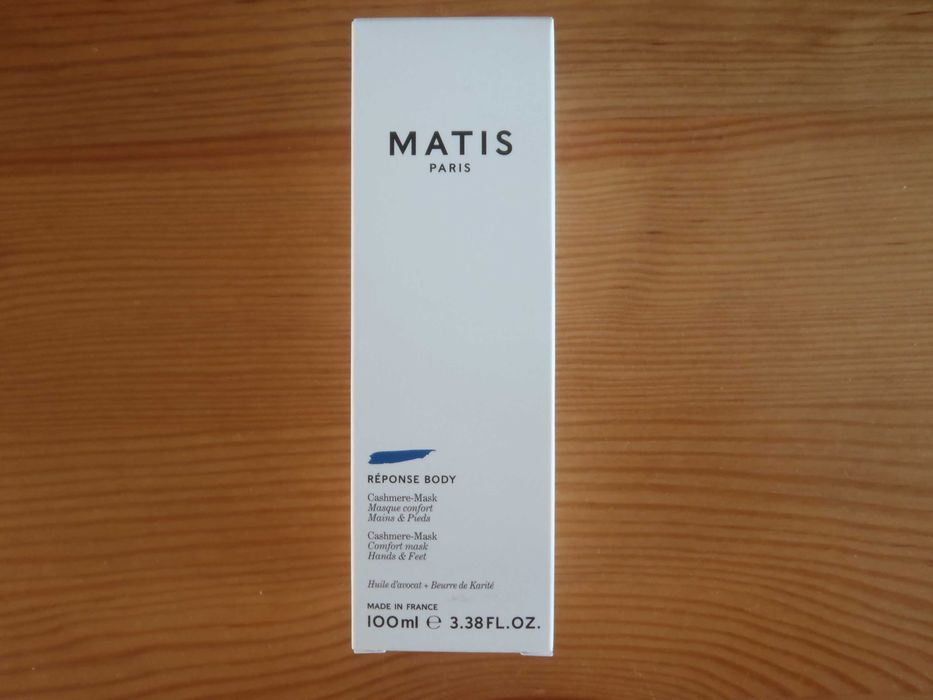 MATIS
PARIS
RÉPONSE BODY
Cashmere-Mask
Masque confort
Mains & Pieds
Cashmere-Mask
Comfort mask
Hands & Feet
Huile d'avocat + Beurre de Karité
MADE IN FRANCE
100ml ℮ 3.38FL.OZ.